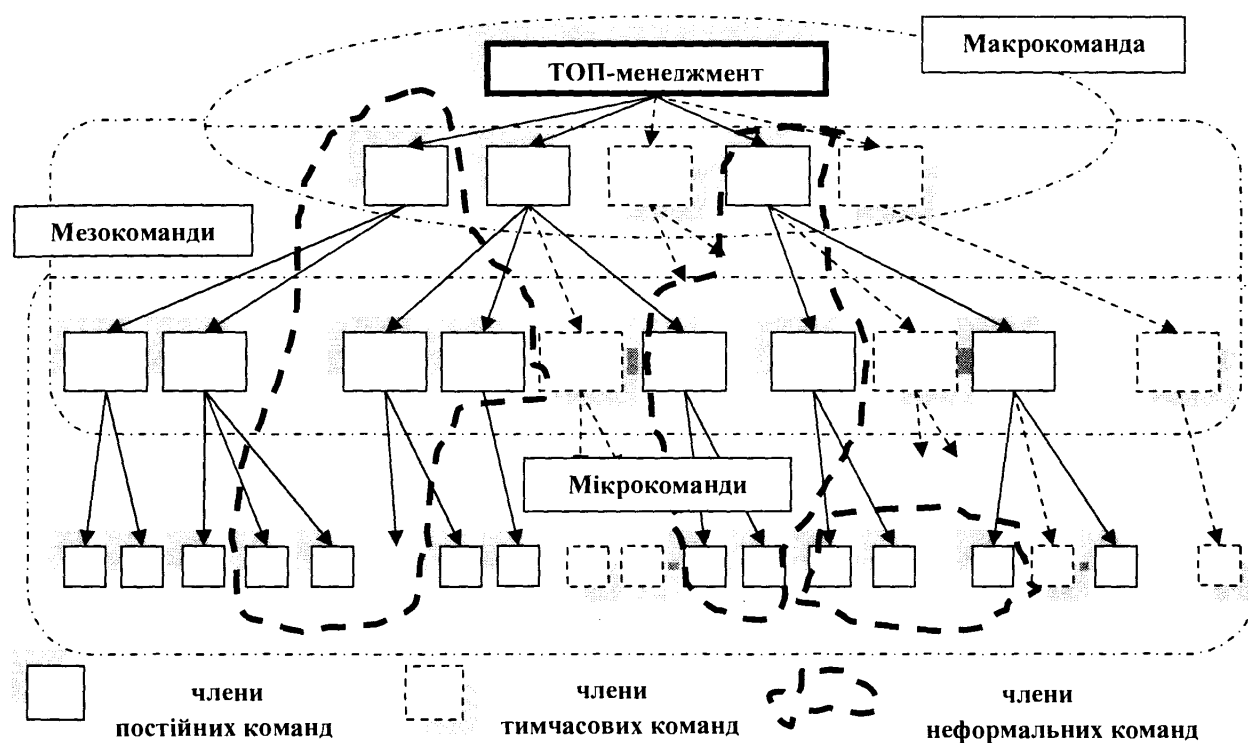 Макрокоманда
ТОП-менеджмент
Мезокоманди
Мікрокоманди
члени
постійних команд
члени
тимчасових команд
члени
неформальних команд